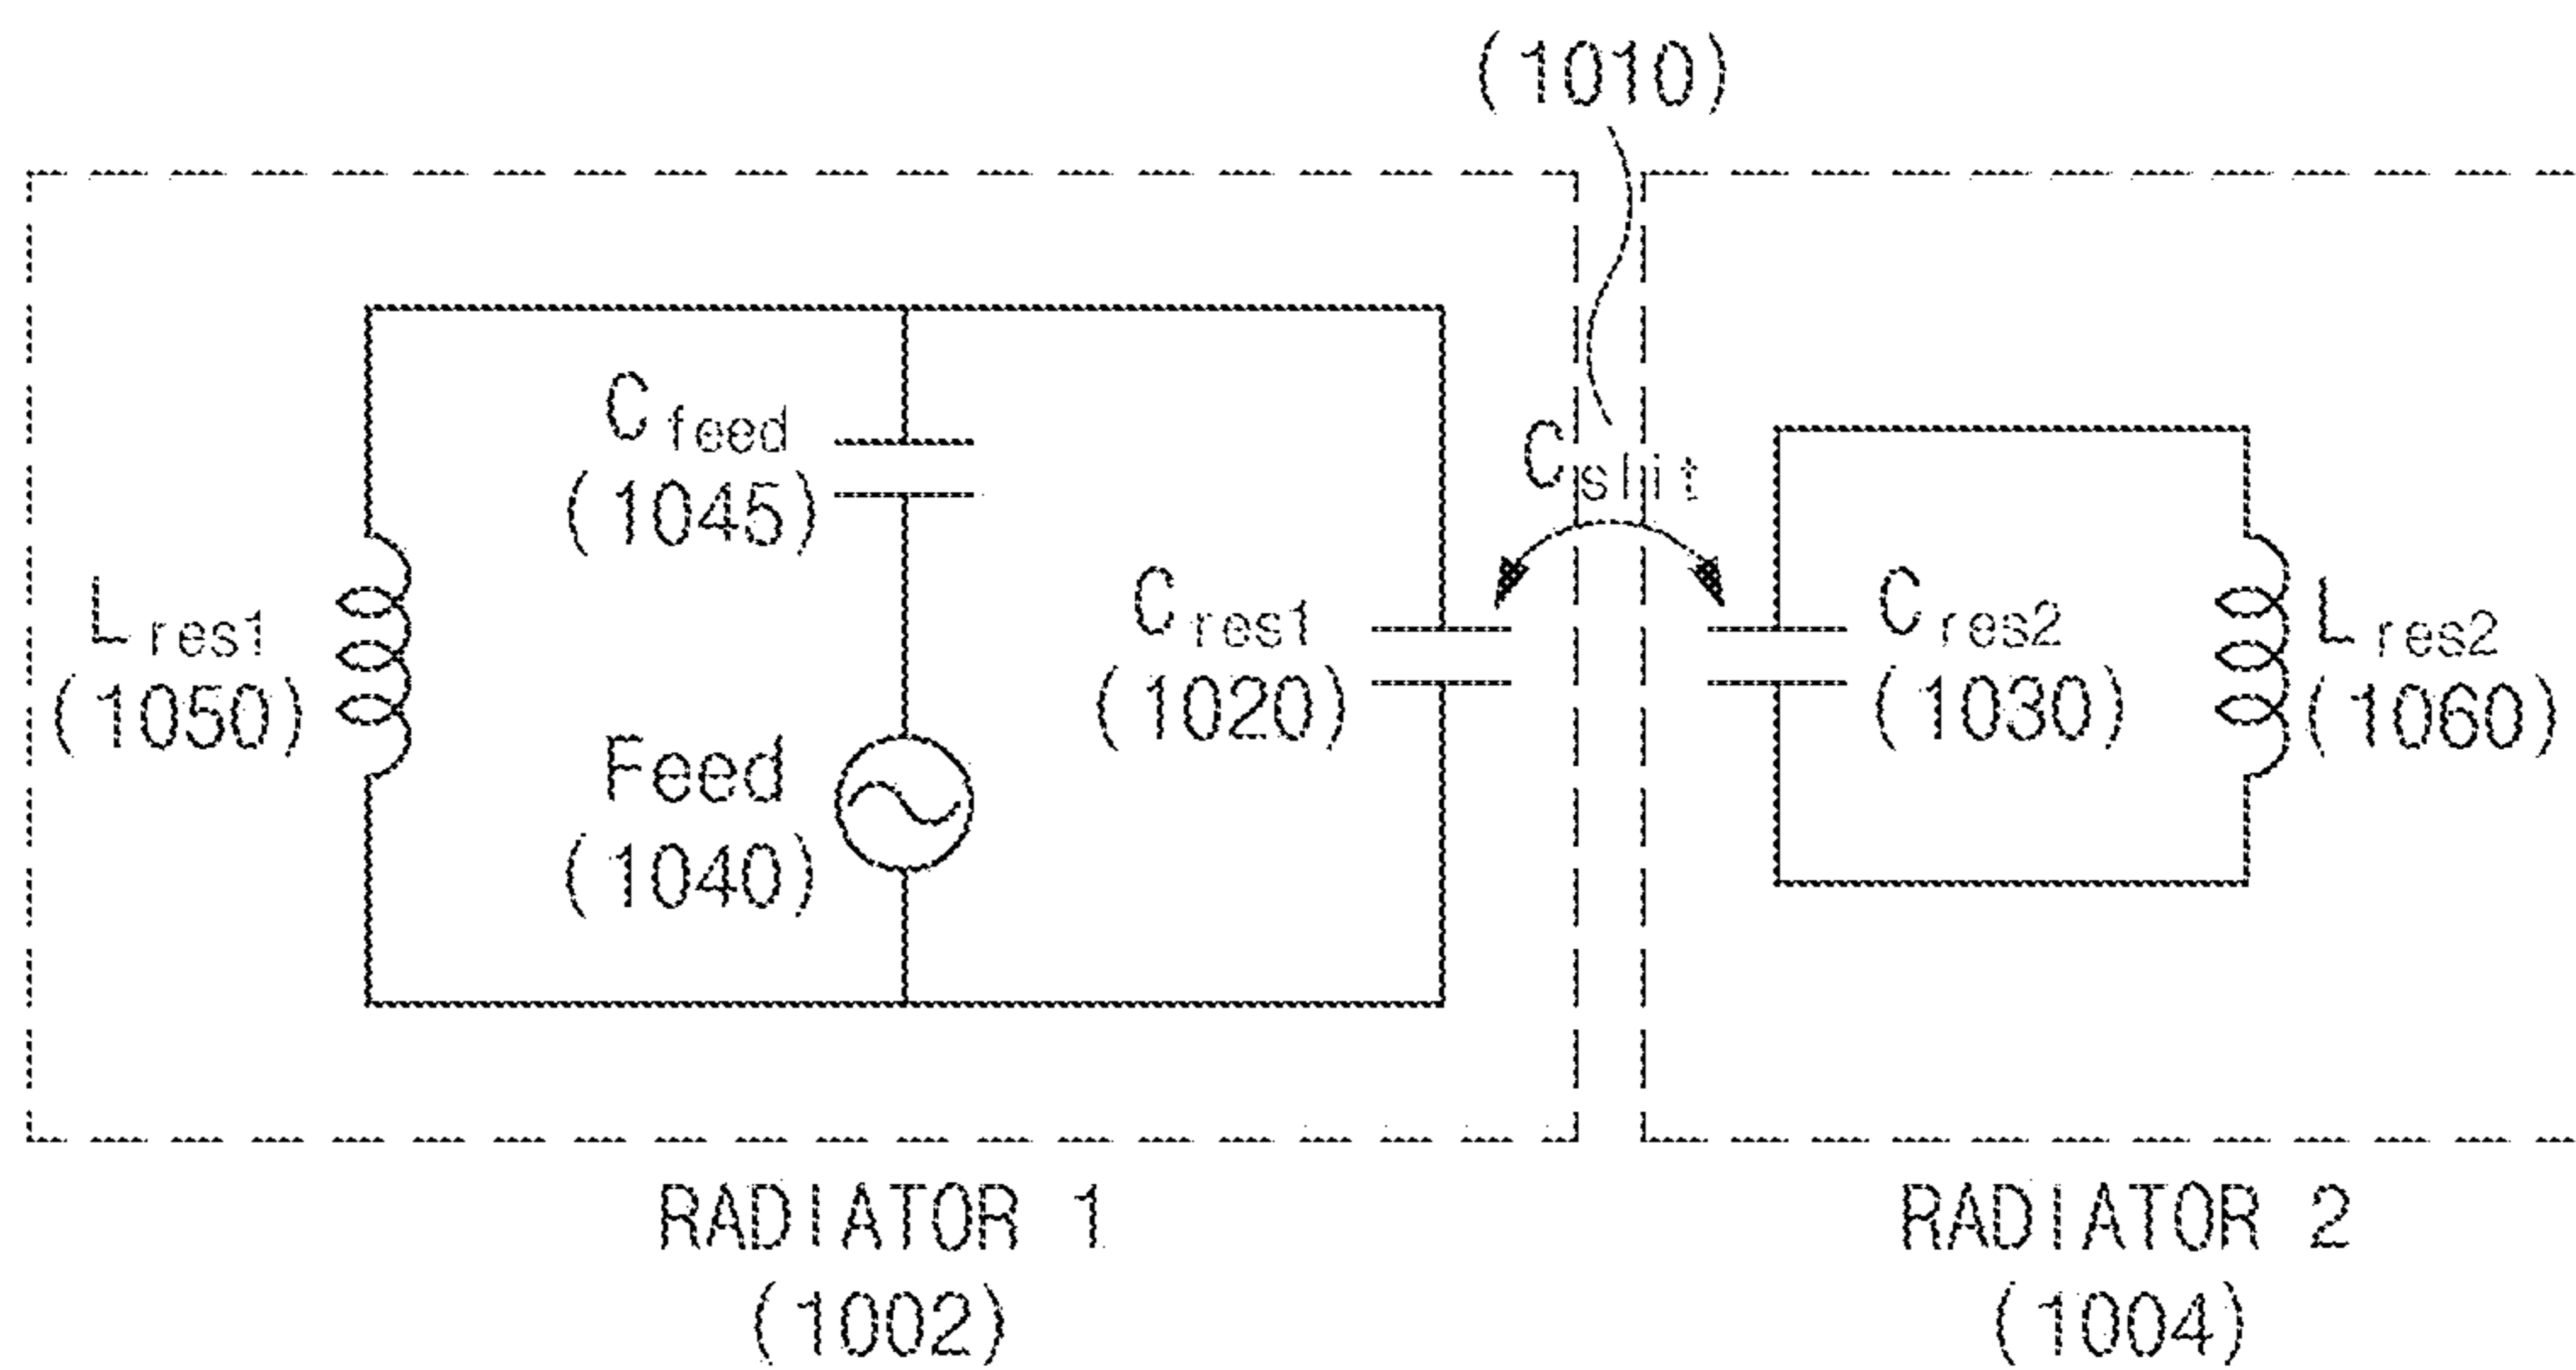 (1010)
C feed
(1045)
C slit
L res1
(1050)
C res1
(1020)
C res2
(1030)
L res2
(1060)
Feed
(1040)
RADIATOR 1
(1002)
RADIATOR 2
(1004)